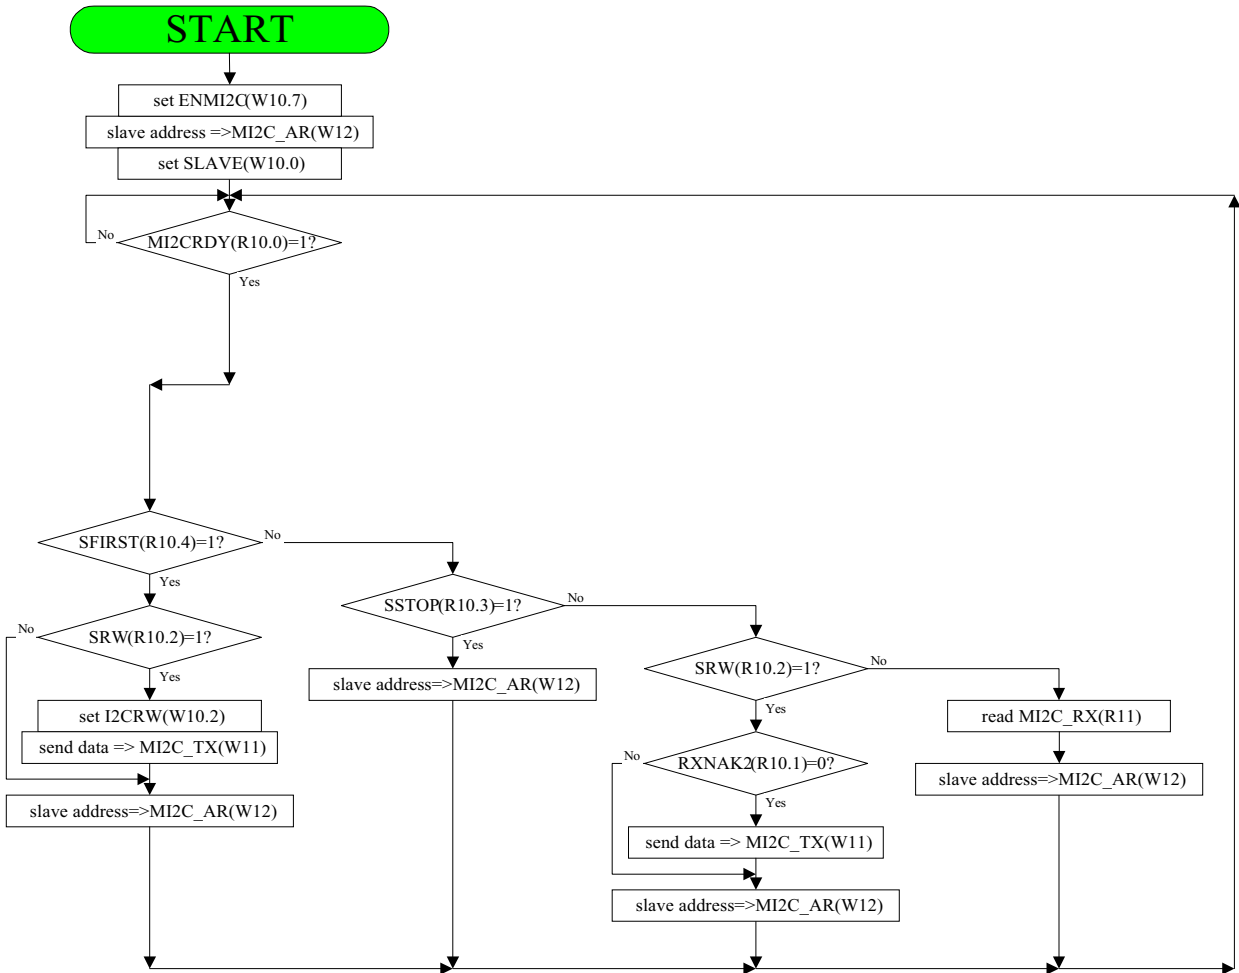 START
set ENMI2C(W10.7)
slave address =>MI2C_AR(W12)
set SLAVE(W10.0)
No
MI2CRDY(R10.0)=1?
Yes
SFIRST(R10.4)=1?
No
Yes
SSTOP(R10.3)=1?
No
No
SRW(R10.2)=1?
Yes
SRW(R10.2)=1?
No
Yes
slave address=>MI2C_AR(W12)
Yes
set I2CRW(W10.2)
read MI2C_RX(R11)
send data => MI2C_TX(W11)
No
RXNAK2(R10.1)=0?
slave address=>MI2C_AR(W12)
Yes
slave address=>MI2C_AR(W12)
send data => MI2C_TX(W11)
slave address=>MI2C_AR(W12)